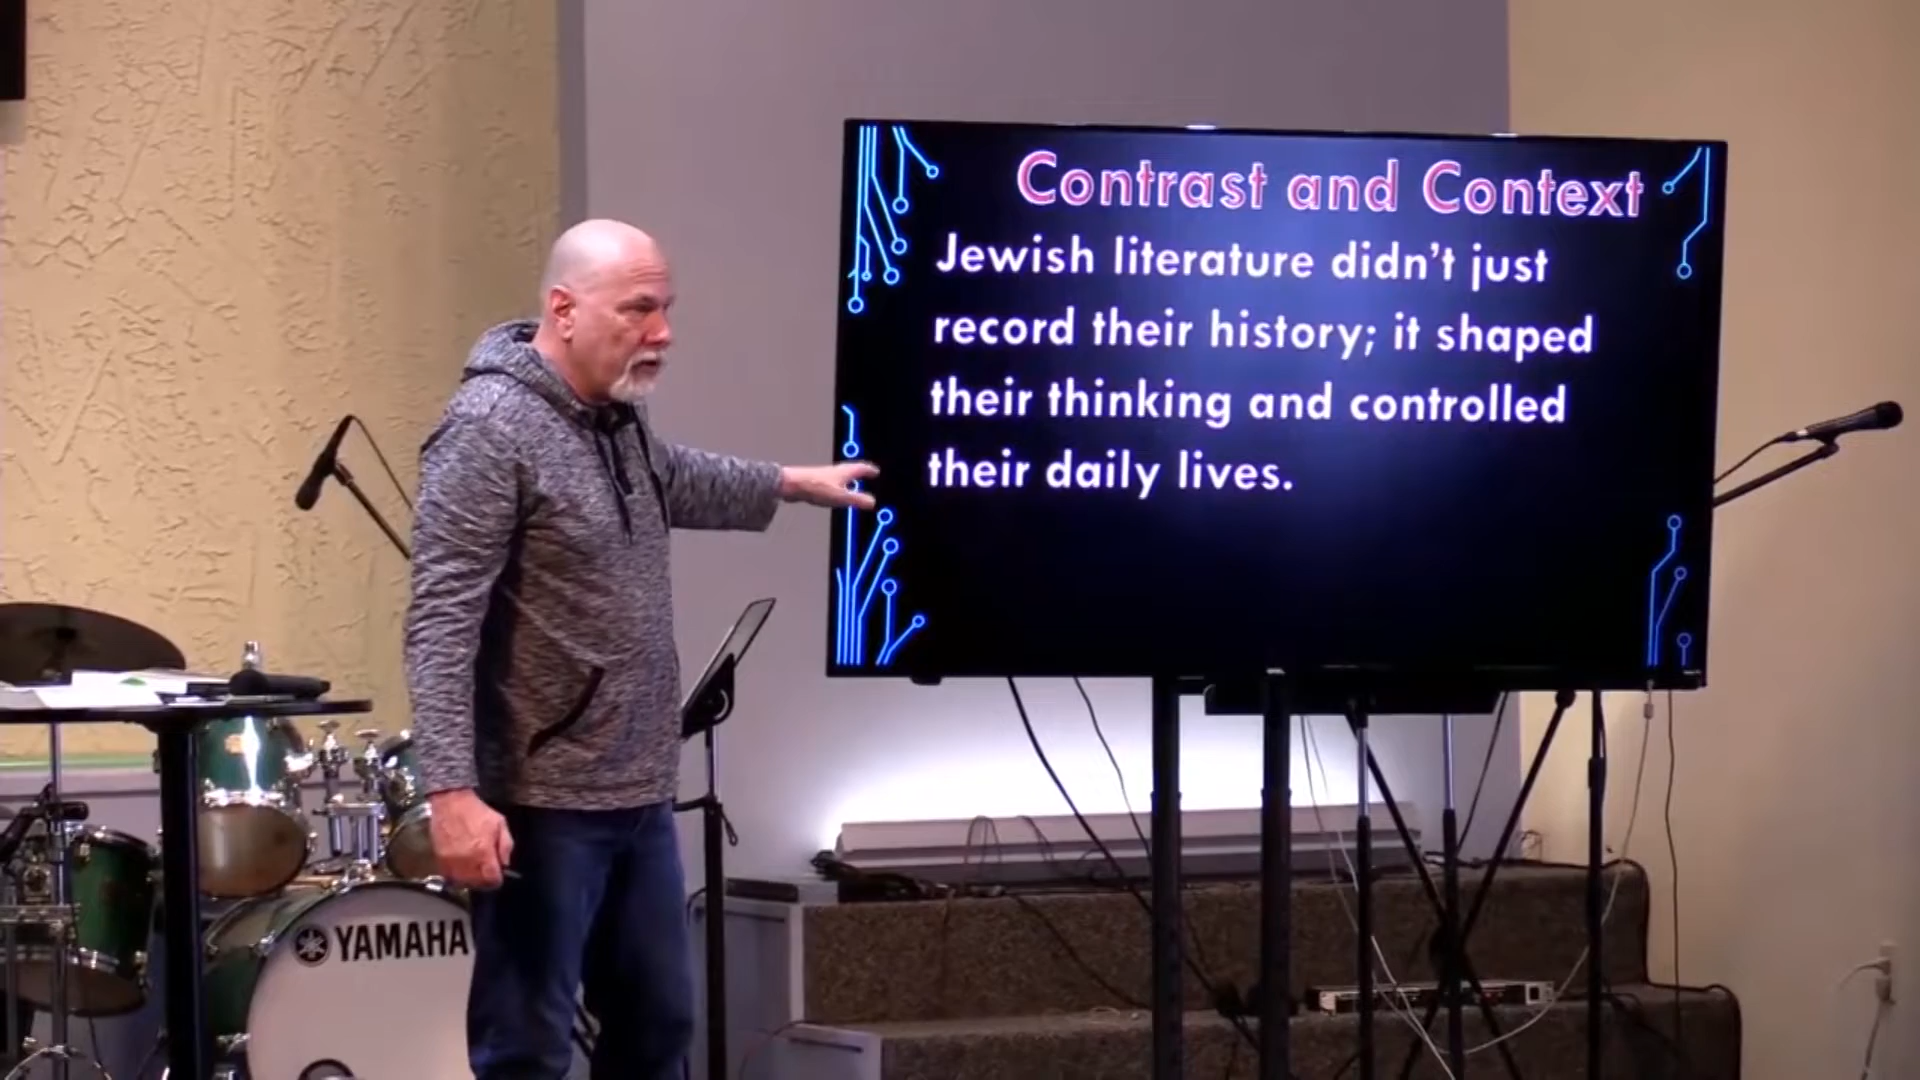 Contrast and Context
Jewish literature didn't just
record their history; it shaped
their thinking and controlled
their daily lives.
YAMAHA